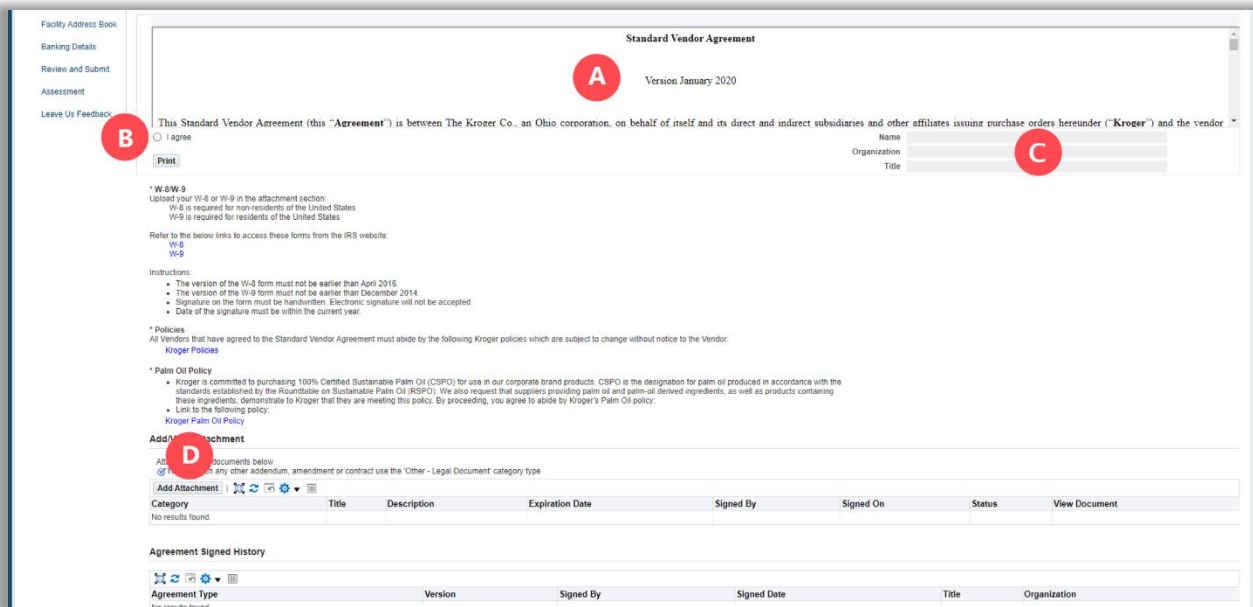 Facility Address Book
Banking Details
Review and Submit
Assessment
Leave Us Feedback
Standard Vendor Agreement
A
Version January 2020
This Standard Vendor Agreement (this “Agreement”) is between The Kroger Co., an Ohio corporation, on behalf of itself and its direct and indirect subsidiaries and other affiliates issuing purchase orders hereunder (“Kroger”) and the vendor
B
I agree
Print
Name
Organization
Title
C
* W-8/W-9
Upload your W-8 or W-9 in the attachment section:
W-8 is required for non-residents of the United States
W-9 is required for residents of the United States
Refer to the below links to access these forms from the IRS website:
W-8
W-9
Instructions:
• The version of the W-8 form must not be earlier than April 2016.
• The version of the W-9 form must not be earlier than December 2014.
• Signature on the form must be handwritten. Electronic signature will not be accepted.
• Date of the signature must be within the current year.
* Policies
All Vendors that have agreed to the Standard Vendor Agreement must abide by the following Kroger policies which are subject to change without notice to the Vendor:
Kroger Policies
* Palm Oil Policy
• Kroger is committed to purchasing 100% Certified Sustainable Palm Oil (CSPO) for use in our corporate brand products. CSPO is the designation for palm oil produced in accordance with the
standards established by the Roundtable on Sustainable Palm Oil (RSPO). We also request that suppliers providing palm oil and palm-oil derived ingredients, as well as products containing
these ingredients, demonstrate to Kroger that they are meeting this policy. By proceeding, you agree to abide by Kroger's Palm Oil policy.
• Link to the following policy:
Kroger Palm Oil Policy
D
documents below
any other addendum, amendment or contract use the 'Other - Legal Document' category type
Add Attachment
Category Title Description Expiration Date Signed By Signed On Status View Document
No results found.
Agreement Signed History
Agreement Type Version Signed By Signed Date Title Organization
No results found.